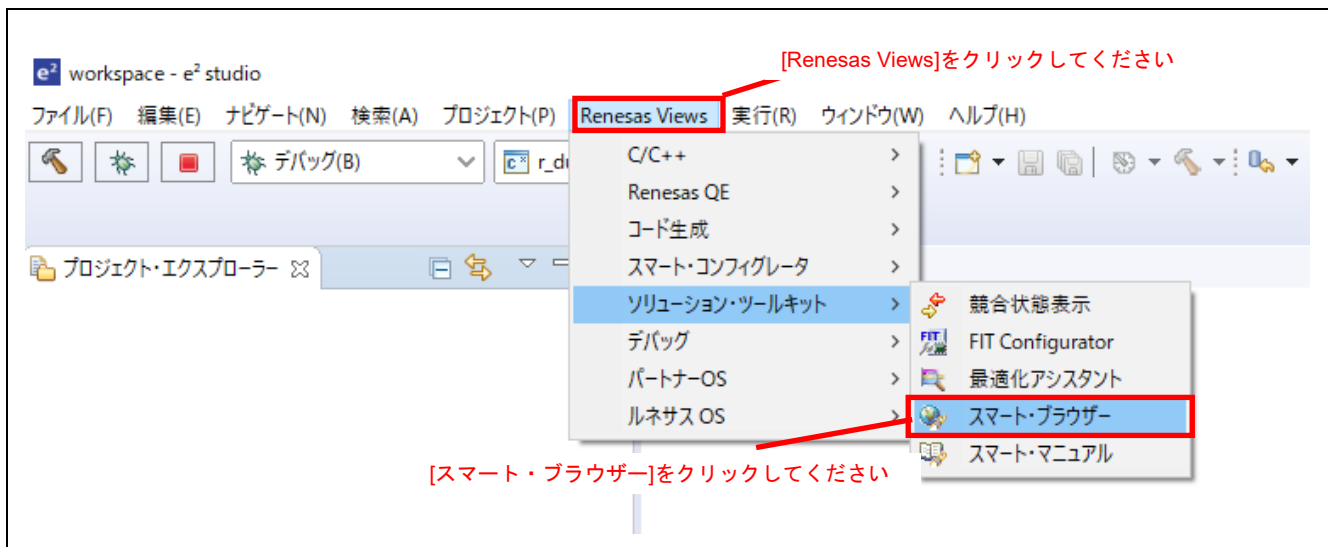 [Renesas Views]をクリックしてください
e² workspace - e² studio
ファイル(F) 編集(E) ナビゲート(N) 検索(A) プロジェクト(P) Renesas Views 実行(R) ウィンドウ(W) ヘルプ(H)
デバッグ(B)
C/C++
Renesas QE
コード生成
プロジェクト・エクスプローラー
スマート・コンフィグレータ
ソリューション・ツールキット
デバッグ
パートナーOS
ルネサス OS
競合状態表示
FIT Configurator
最適化アシスタント
スマート・ブラウザー
スマート・マニュアル
[スマート・ブラウザー]をクリックしてください